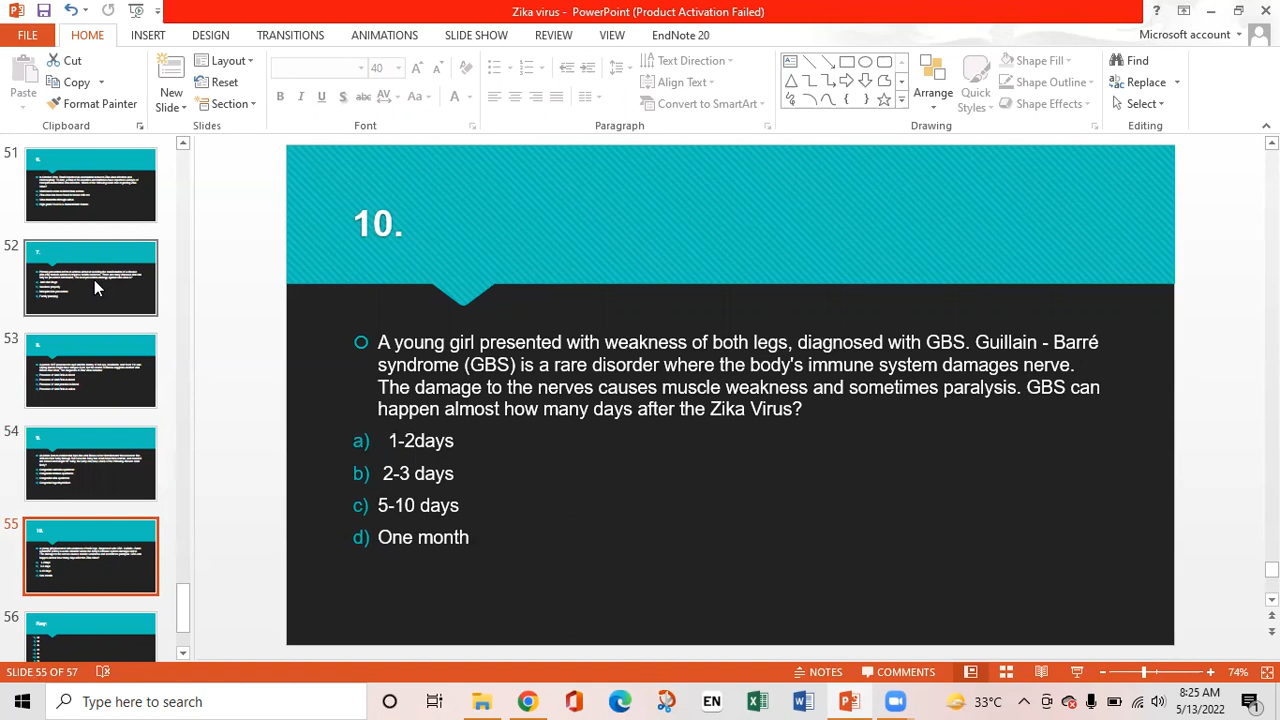 Zika virus - PowerPoint (Product Activation Failed)
FILE HOME INSERT DESIGN TRANSITIONS ANIMATIONS SLIDE SHOW REVIEW VIEW EndNote 20 Microsoft account
Paste
Cut
Copy
Format Painter
Clipboard
New Slide
Layout
Reset
Section
Slides
40
B I U S abc AV Aa A
Font
Text Direction
Align Text
Convert to SmartArt
Paragraph
Arrange
Quick Styles
Shape Fill
Shape Outline
Shape Effects
Drawing
Find
Replace
Select
Editing
51
52
53
54
55
56
10.
A young girl presented with weakness of both legs, diagnosed with GBS. Guillain - Barré
syndrome (GBS) is a rare disorder where the body's immune system damages nerve.
The damage to the nerves causes muscle weakness and sometimes paralysis. GBS can
happen almost how many days after the Zika Virus?
a) 1-2days
b) 2-3 days
c) 5-10 days
d) One month
SLIDE 55 OF 57 NOTES COMMENTS 74%
Type here to search EN 33°C 8:25 AM
5/13/2022